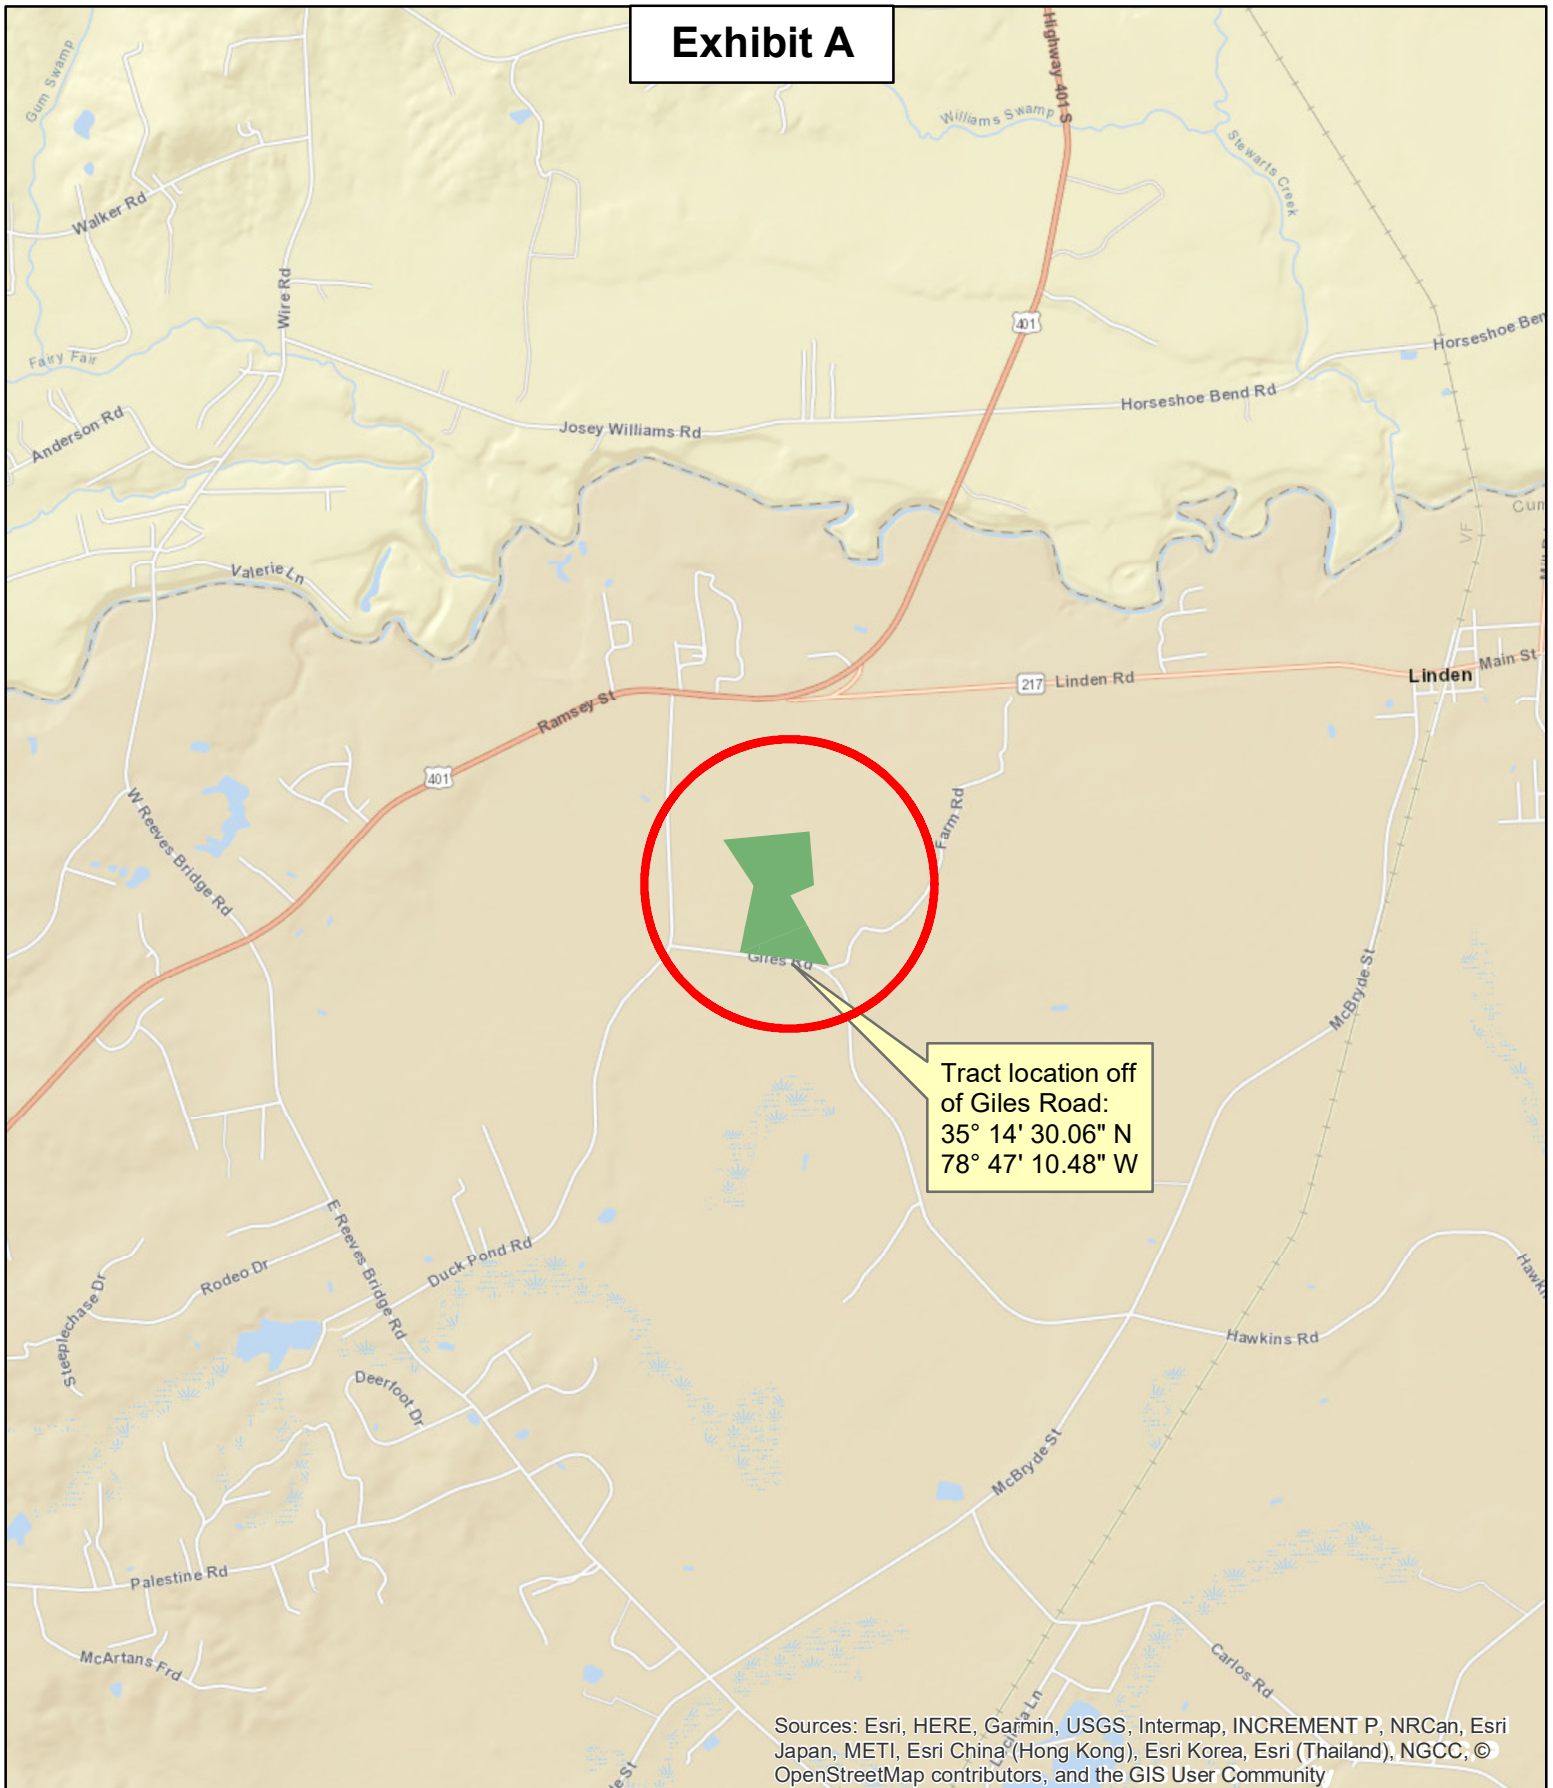 Exhibit A
Gum Swamp
Highway 401 S
Williams Swamp
Stewarts Creek
Walker Rd
Wire Rd
401
Horseshoe Ben
Fairy Fair
Horseshoe Bend Rd
Anderson Rd
Josey Williams Rd
VF
Cum
Valerie Ln
Linden
Main St
217
Linden Rd
Ramsey St
401
W Reeves Bridge Rd
Farm Rd
Giles Rd
McBryde St
Tract location off
of Giles Road:
35° 14' 30.06" N
78° 47' 10.48" W
E Reeves Bridge Rd
Duck Pond Rd
Rodeo Dr
Steeplechase Dr
Hawki
Hawkins Rd
Deerfoot Dr
McBryde St
Palestine Rd
McArtans Frd
Carlos Rd
Sources: Esri, HERE, Garmin, USGS, Intermap, INCREMENT P, NRCan, Esri
Japan, METI, Esri China (Hong Kong), Esri Korea, Esri (Thailand), NGCC, ©
OpenStreetMap contributors, and the GIS User Community